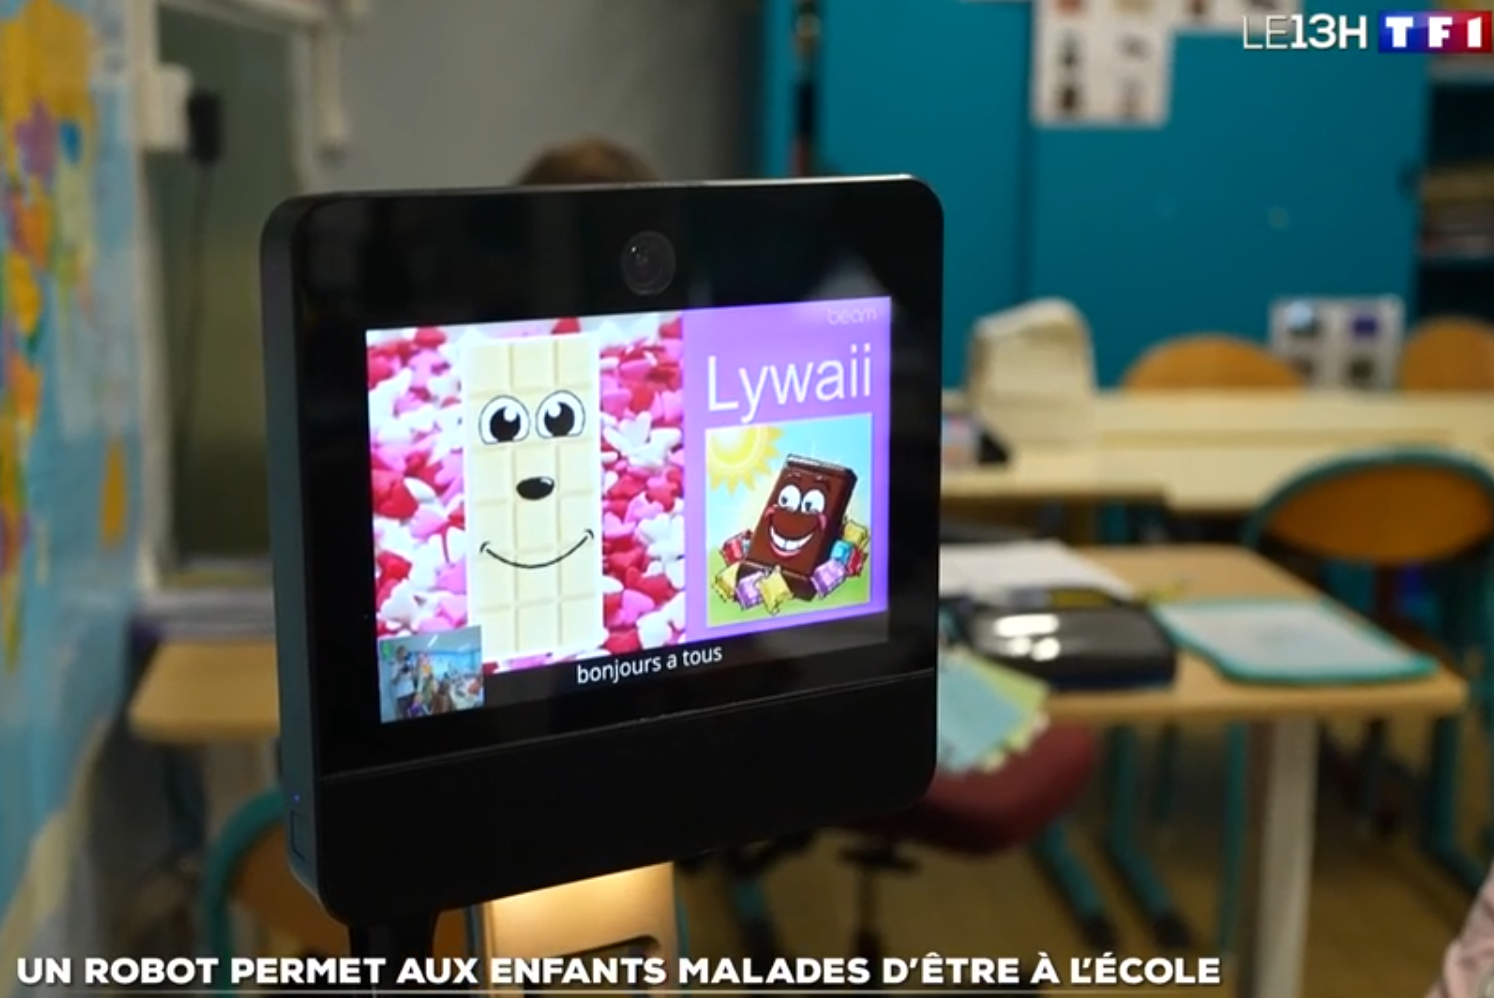 LE13H TF1
beam
Lywaii
bonjours a tous
UN ROBOT PERMET AUX ENFANTS MALADES D'ÊTRE À L'ÉCOLE